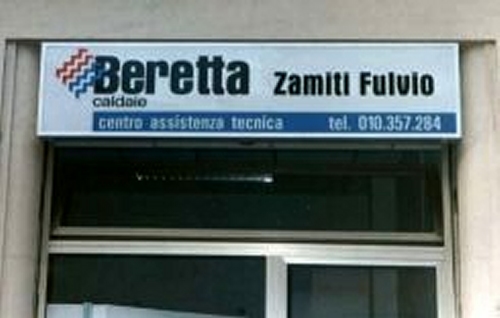 Beretta Zamiti Fulvio
caldaie
centro assistenza tecnica tel. 010.357.284